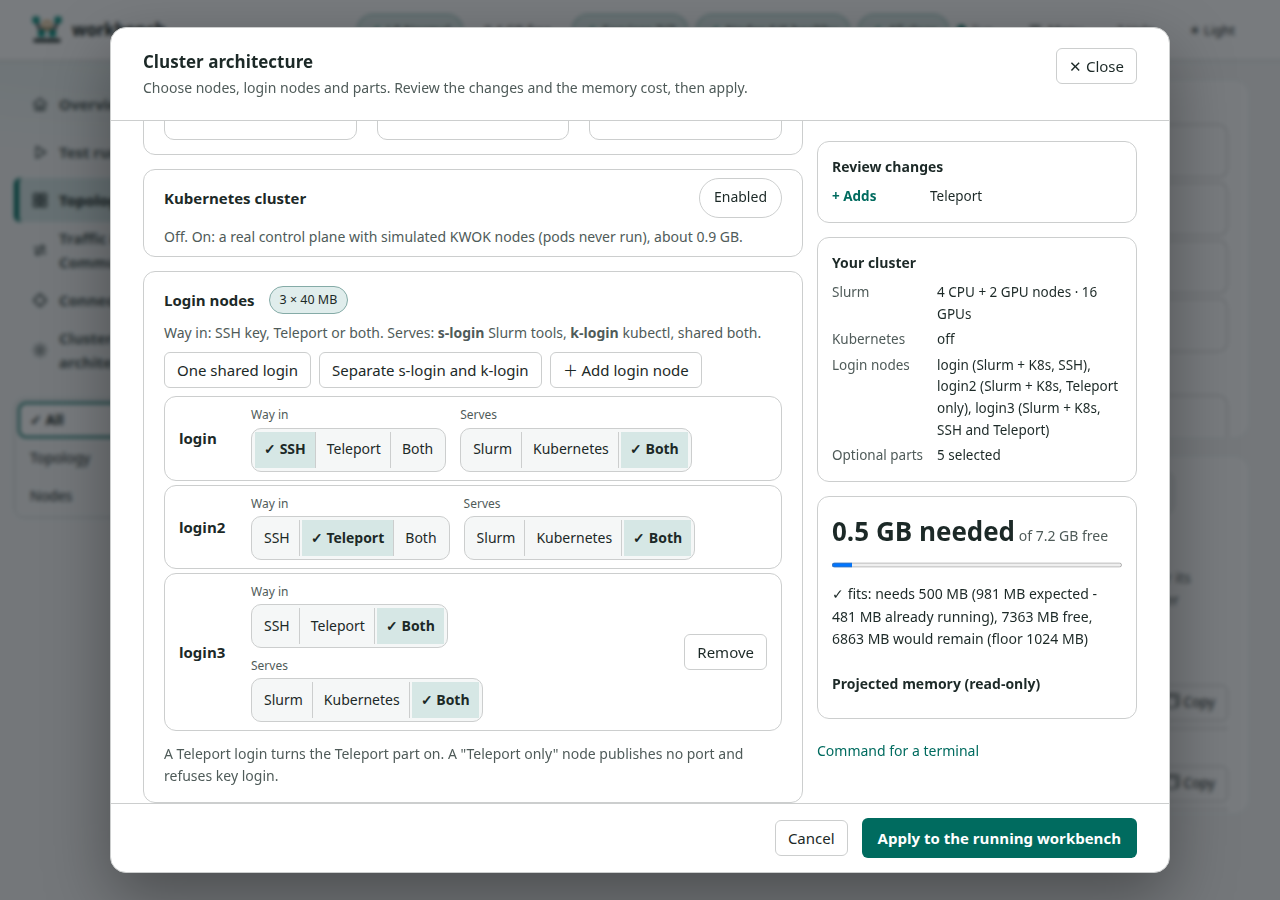 Light
Cluster architecture
Choose nodes, login nodes and parts. Review the changes and the memory cost, then apply.
✕ Close
Kubernetes cluster
Enabled
Off. On: a real control plane with simulated KWOK nodes (pods never run), about 0.9 GB.
Login nodes
3 × 40 MB
Way in: SSH key, Teleport or both. Serves: s-login Slurm tools, k-login kubectl, shared both.
One shared login
Separate s-login and k-login
+ Add login node
login
Way in
✓ SSH
Teleport
Both
Serves
Slurm
Kubernetes
✓ Both
login2
Way in
SSH
✓ Teleport
Both
Serves
Slurm
Kubernetes
✓ Both
login3
Way in
SSH
Teleport
✓ Both
Serves
Slurm
Kubernetes
✓ Both
Remove
A Teleport login turns the Teleport part on. A "Teleport only" node publishes no port and
refuses key login.
Review changes
+ Adds
Teleport
Your cluster
Slurm
4 CPU + 2 GPU nodes · 16
GPUs
Kubernetes
off
Login nodes
login (Slurm + K8s, SSH),
login2 (Slurm + K8s, Teleport
only), login3 (Slurm + K8s,
SSH and Teleport)
Optional parts
5 selected
0.5 GB needed of 7.2 GB free
✓ fits: needs 500 MB (981 MB expected -
481 MB already running), 7363 MB free,
6863 MB would remain (floor 1024 MB)
Projected memory (read-only)
Command for a terminal
Cancel
Apply to the running workbench
✓ All
Topology
Nodes
Copy
Copy